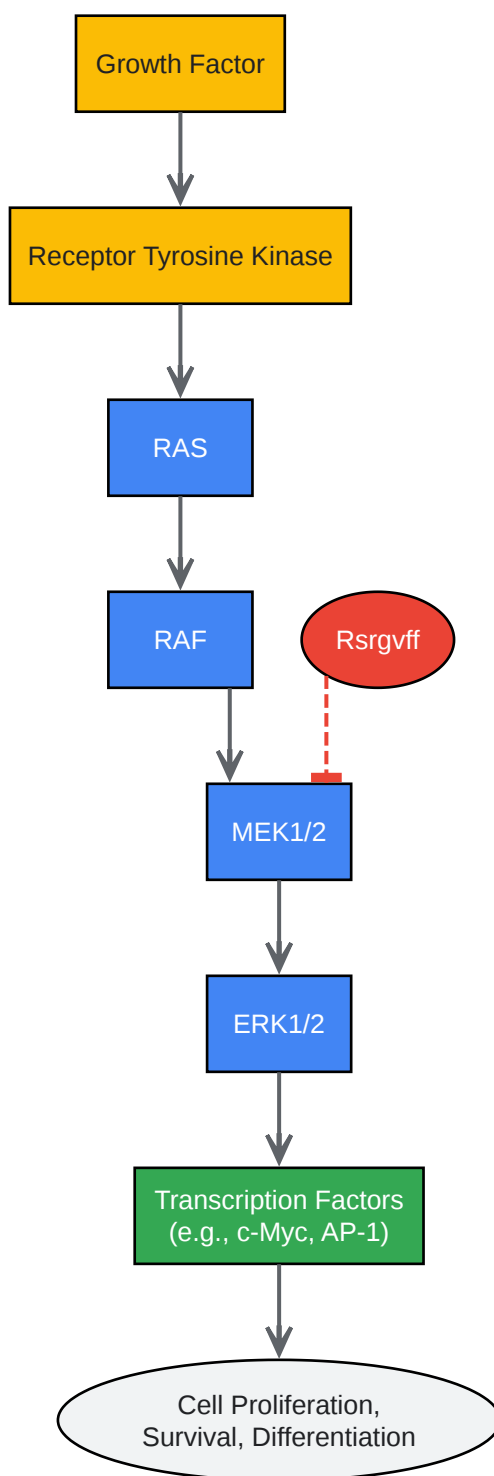 Growth Factor
Receptor Tyrosine Kinase
RAS
RAF
Rsrgvff
MEK1/2
ERK1/2
Transcription Factors
(e.g., c-Myc, AP-1)
Cell Proliferation,
Survival, Differentiation